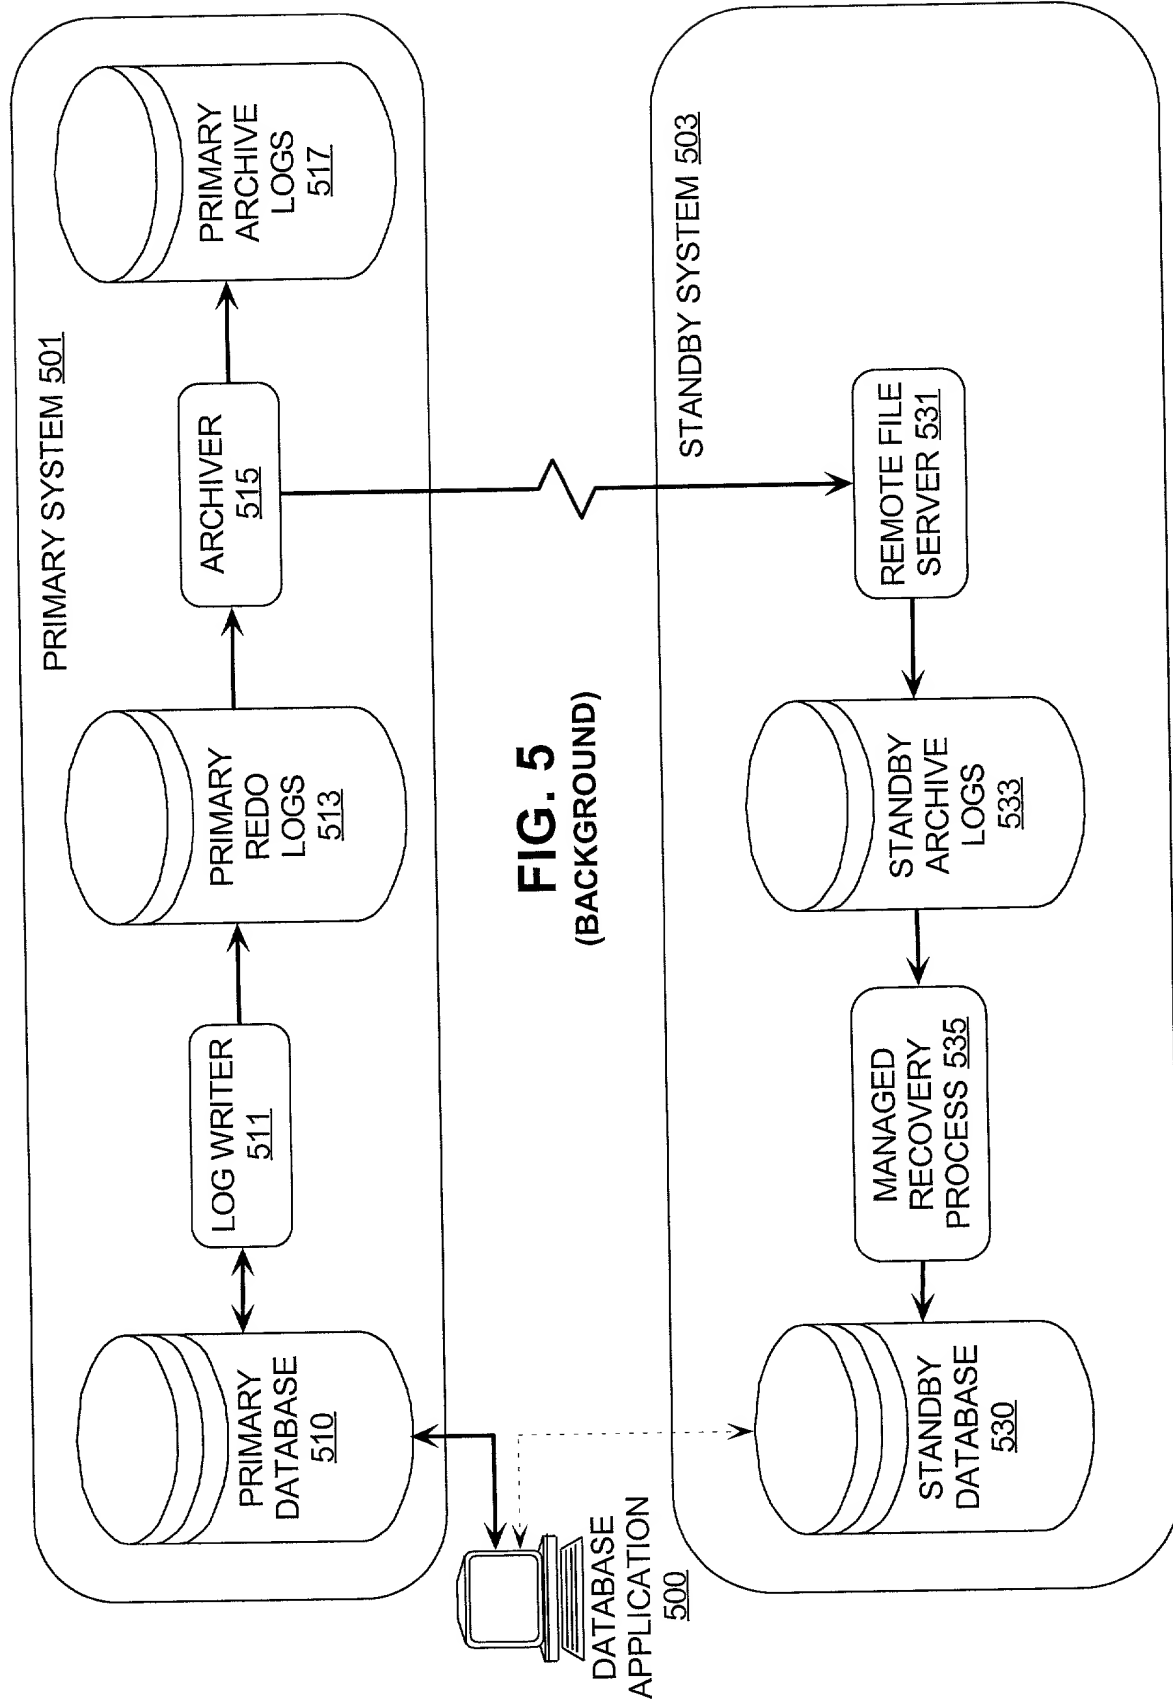 PRIMARY SYSTEM 501
PRIMARY
DATABASE
510
LOG WRITER
511
PRIMARY
REDO
LOGS
513
ARCHIVER
515
PRIMARY
ARCHIVE
LOGS
517
DATABASE
APPLICATION
500
FIG. 5
(BACKGROUND)
STANDBY SYSTEM 503
STANDBY
DATABASE
530
MANAGED
RECOVERY
PROCESS 535
STANDBY
ARCHIVE
LOGS
533
REMOTE FILE
SERVER 531